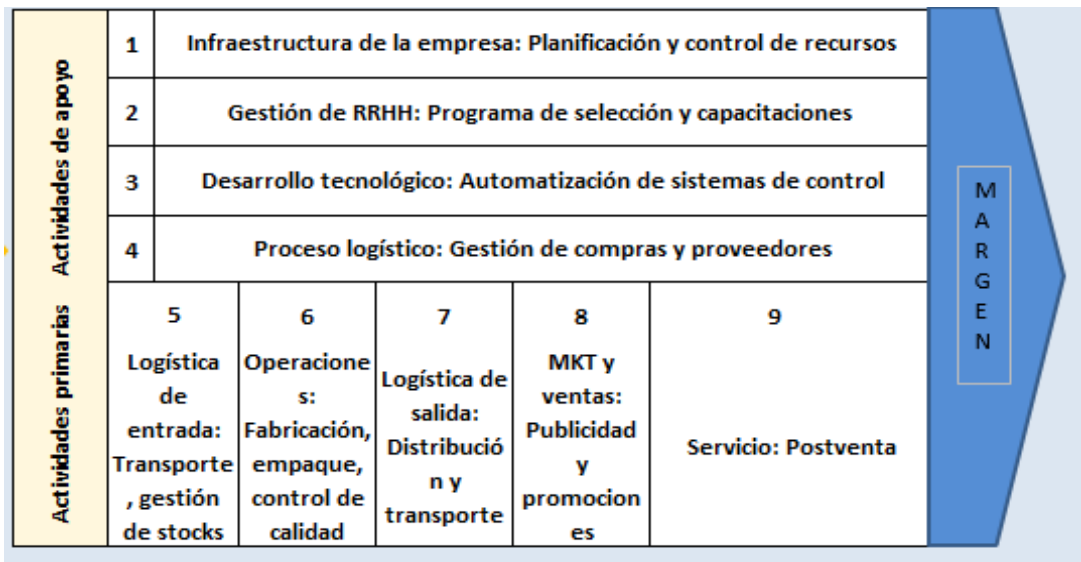 Actividades de apoyo
1
Infraestructura de la empresa: Planificación y control de recursos
2
Gestión de RRHH: Programa de selección y capacitaciones
3
Desarrollo tecnológico: Automatización de sistemas de control
4
Proceso logístico: Gestión de compras y proveedores
Actividades primarias
5
Logística
de
entrada:
Transporte
, gestión
de stocks
6
Operacione
s:
Fabricación,
empaque,
control de
calidad
7
Logística de
salida:
Distribució
n y
transporte
8
MKT y
ventas:
Publicidad
y
promocion
es
9
Servicio: Postventa
M
A
R
G
E
N